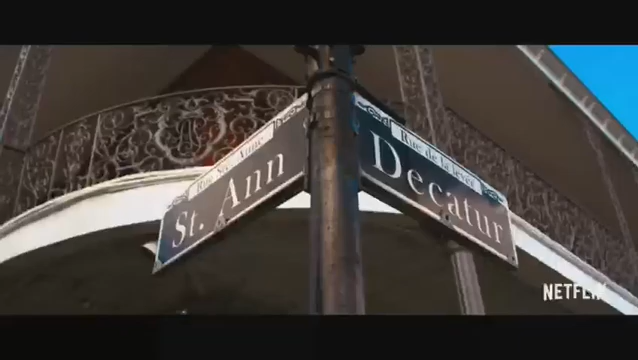 Rue Ste. Anne
St. Ann
Rue de la levée
Decatur
NETFLIX